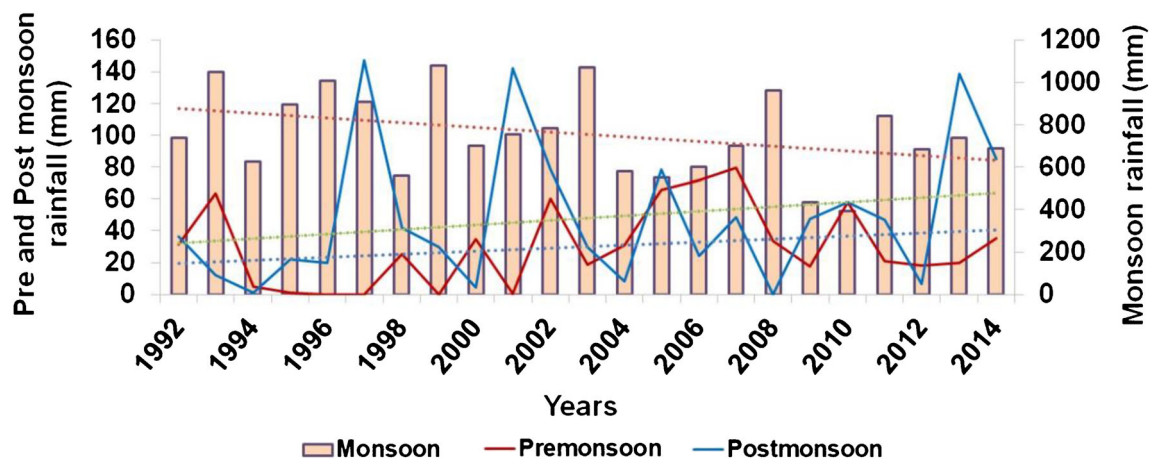 Pre and Post monsoon
rainfall (mm)
160
140
120
100
80
60
40
20
0
1200
1000
800
600
400
200
0
Monsoon rainfall (mm)
1992 1994 1996 1998 2000 2002 2004 2006 2008 2010 2012 2014
Years
Monsoon Premonsoon Postmonsoon